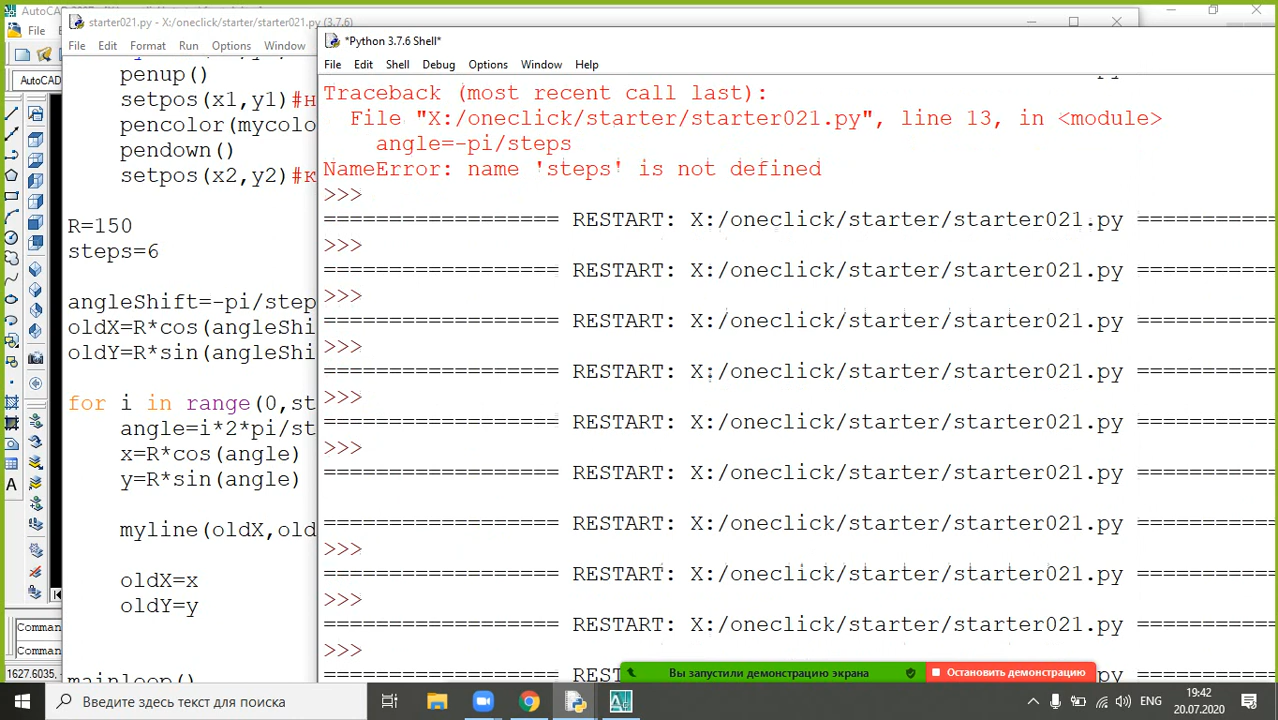 AutoCAD
starter021.py - X:/oneclick/starter/starter021.py (3.7.6)
File
File Edit Format Run Options Window
AutoCAD
penup()
setpos(x1,y1)#н
pencolor(mycolo
pendown()
setpos(x2,y2)#к
R=150
steps=6
angleShift=-pi/step
oldX=R*cos(angleShi
oldY=R*sin(angleShi
for i in range(0,st
angle=i*2*pi/st
x=R*cos(angle)
y=R*sin(angle)
myline(oldX,old
oldX=x
oldY=y
mainloop()
*Python 3.7.6 Shell*
File Edit Shell Debug Options Window Help
Traceback (most recent call last):
File "X:/oneclick/starter/starter021.py", line 13, in <module>
angle=-pi/steps
NameError: name 'steps' is not defined
>>>
================== RESTART: X:/oneclick/starter/starter021.py ===========
>>>
================== RESTART: X:/oneclick/starter/starter021.py ===========
>>>
================== RESTART: X:/oneclick/starter/starter021.py ===========
>>>
================== RESTART: X:/oneclick/starter/starter021.py ===========
>>>
================== RESTART: X:/oneclick/starter/starter021.py ===========
>>>
================== RESTART: X:/oneclick/starter/starter021.py ===========
================== RESTART: X:/oneclick/starter/starter021.py ===========
>>>
================== RESTART: X:/oneclick/starter/starter021.py ===========
>>>
================== RESTART: X:/oneclick/starter/starter021.py ===========
>>>
Command
Command
1627.6035,
Вы запустили демонстрацию экрана
Остановить демонстрацию
Введите здесь текст для поиска
ENG
19:42
20.07.2020